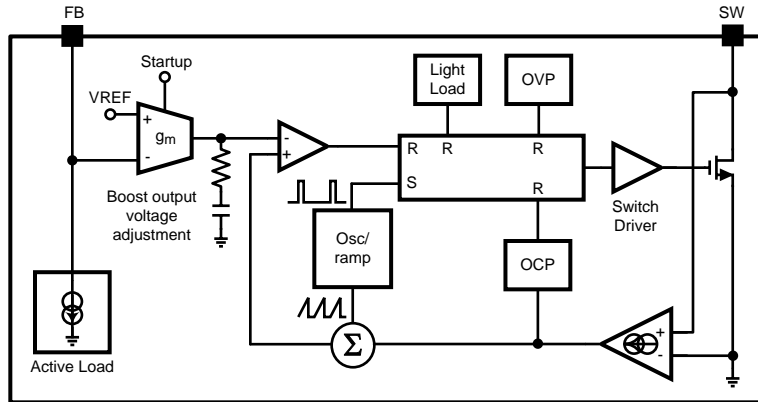 FB
SW
Startup
VREF
+
-
gm
Boost output
voltage
adjustment
-
+
Light
Load
OVP
R
R
R
S
R
Osc/
ramp
OCP
Switch
Driver
Σ
+
-
Active Load